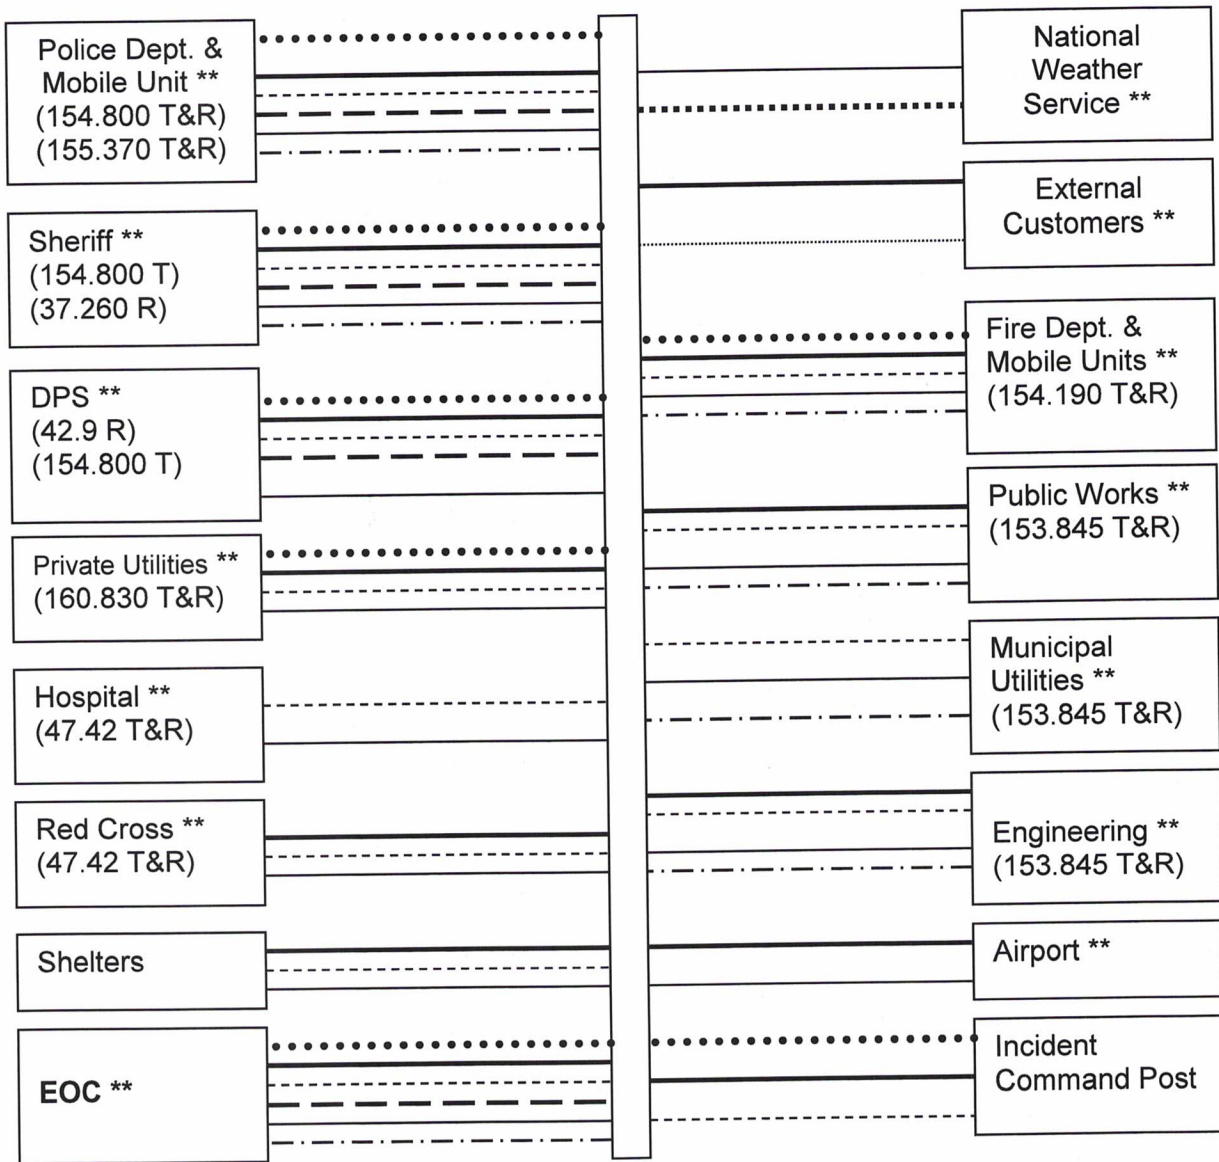 Police Dept. &
Mobile Unit **
(154.800 T&R)
(155.370 T&R)
Sheriff **
(154.800 T)
(37.260 R)
DPS **
(42.9 R)
(154.800 T)
Private Utilities **
(160.830 T&R)
Hospital **
(47.42 T&R)
Red Cross **
(47.42 T&R)
Shelters
EOC **
National
Weather
Service **
External
Customers **
Fire Dept. &
Mobile Units **
(154.190 T&R)
Public Works **
(153.845 T&R)
Municipal
Utilities **
(153.845 T&R)
Engineering **
(153.845 T&R)
Airport **
Incident
Command Post